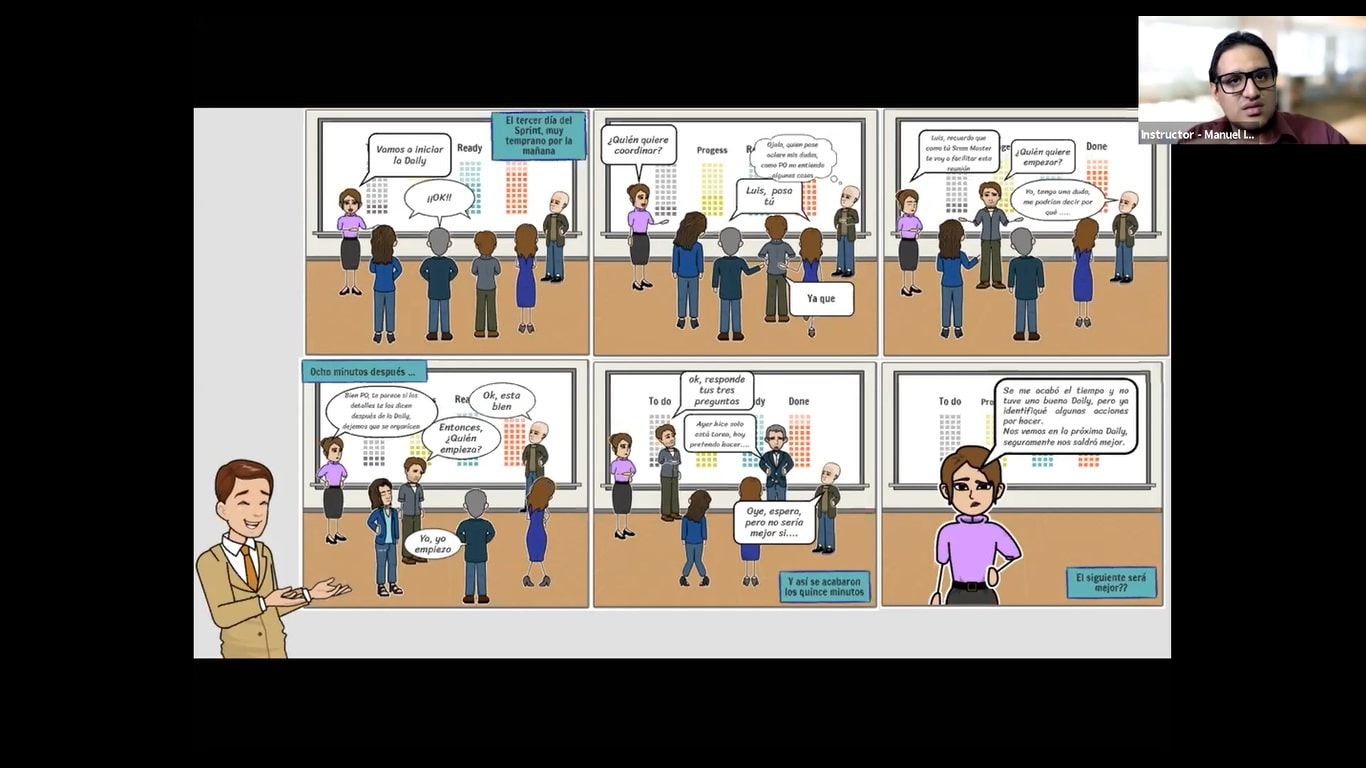 Instructor - Manuel I...
El tercer día del
Sprint, muy
temprano por la
mañana
Vamos a iniciar
la Daily
Ready
¡¡OK!!
¿Quién quiere
coordinar?
Progess
Ojala, quien pase
aclare mis dudas,
como PO no entiendo
algunas cosas
Luis, pasa
tú
Ya que
Luis, recuerda que
como tú Srum Master
te voy a facilitar esta
reunión
¿Quién quiere
empezar?
Done
Yo, tengo una duda,
me podrían decir por
qué .....
Ocho minutos después ...
Bien PO, te parece si los
detalles te los dicen
después de la Daily,
dejemos que se organicen
Rea
Ok, esta
bien
Entonces,
¿Quién
empieza?
Yo, yo
empiezo
To do
ok, responde
tus tres
preguntas
dy
Done
Ayer hice solo
está tarea, hoy
pretendo hacer....
Oye, espera,
pero no sería
mejor si....
Y así se acabaron
los quince minutos
To do
Pro
Se me acabó el tiempo y no
tuve una buena Daily, pero ya
identifiqué algunas acciones
por hacer.
Nos vemos en la próxima Daily,
seguramente nos saldrá mejor.
El siguiente será
mejor??